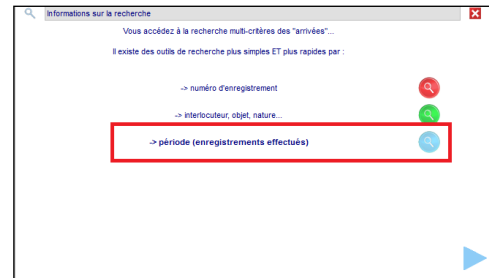 Informations sur la recherche
Vous accédez à la recherche multi-critères des "arrivées"...
Il existe des outils de recherche plus simples ET plus rapides par :
-> numéro d'enregistrement
-> interlocuteur, objet, nature...
-> période (enregistrements effectués)